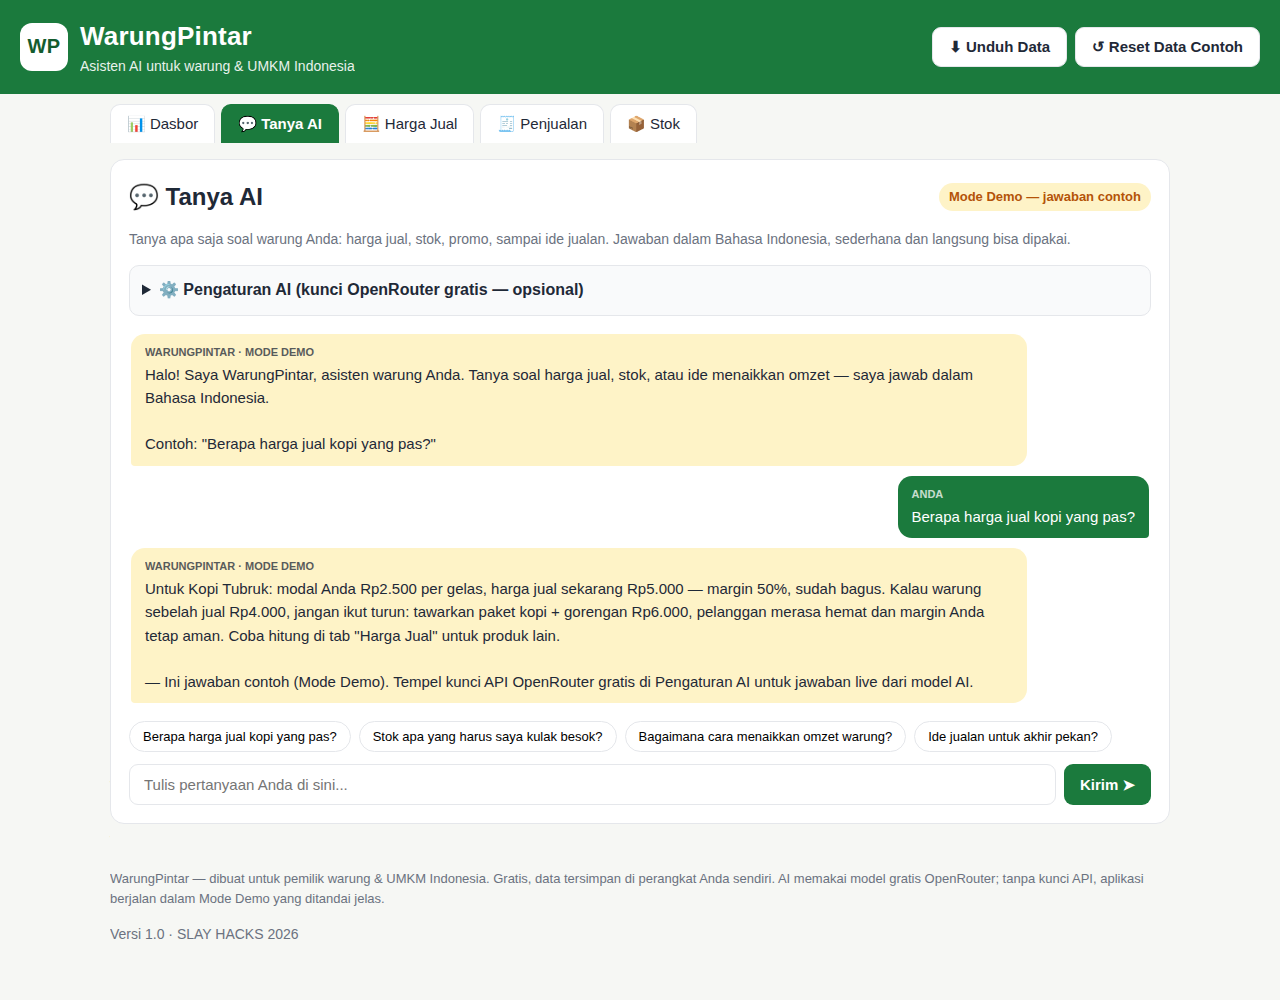 WP
WarungPintar
Asisten AI untuk warung & UMKM Indonesia
⬇ Unduh Data
↺ Reset Data Contoh
📊 Dasbor
💬 Tanya AI
🧮 Harga Jual
🧾 Penjualan
📦 Stok
💬 Tanya AI
Mode Demo — jawaban contoh
Tanya apa saja soal warung Anda: harga jual, stok, promo, sampai ide jualan. Jawaban dalam Bahasa Indonesia, sederhana dan langsung bisa dipakai.
▶ ⚙️ Pengaturan AI (kunci OpenRouter gratis — opsional)
WARUNGPINTAR · MODE DEMO
Halo! Saya WarungPintar, asisten warung Anda. Tanya soal harga jual, stok, atau ide menaikkan omzet — saya jawab dalam
Bahasa Indonesia.
Contoh: "Berapa harga jual kopi yang pas?"
ANDA
Berapa harga jual kopi yang pas?
WARUNGPINTAR · MODE DEMO
Untuk Kopi Tubruk: modal Anda Rp2.500 per gelas, harga jual sekarang Rp5.000 — margin 50%, sudah bagus. Kalau warung
sebelah jual Rp4.000, jangan ikut turun: tawarkan paket kopi + gorengan Rp6.000, pelanggan merasa hemat dan margin Anda
tetap aman. Coba hitung di tab "Harga Jual" untuk produk lain.
— Ini jawaban contoh (Mode Demo). Tempel kunci API OpenRouter gratis di Pengaturan AI untuk jawaban live dari model AI.
Berapa harga jual kopi yang pas?
Stok apa yang harus saya kulak besok?
Bagaimana cara menaikkan omzet warung?
Ide jualan untuk akhir pekan?
Tulis pertanyaan Anda di sini...
Kirim ➤
WarungPintar — dibuat untuk pemilik warung & UMKM Indonesia. Gratis, data tersimpan di perangkat Anda sendiri. AI memakai model gratis OpenRouter; tanpa kunci API, aplikasi
berjalan dalam Mode Demo yang ditandai jelas.
Versi 1.0 · SLAY HACKS 2026